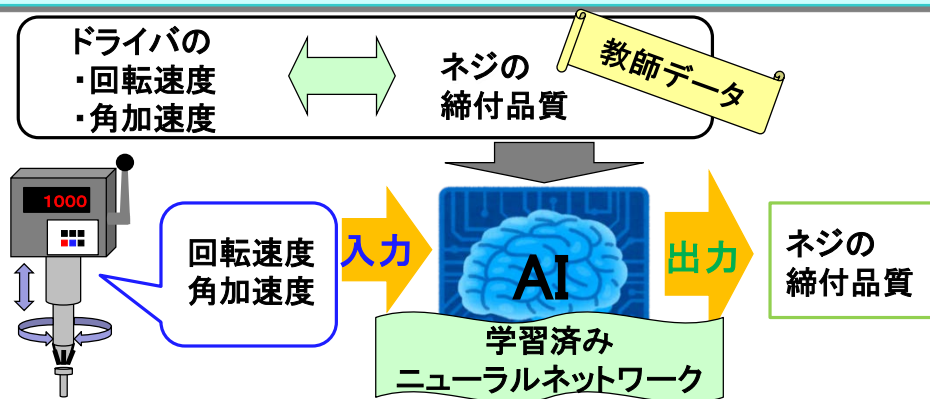 ドライバの
・回転速度
・角加速度
ネジの
締付品質
教師データ
1000
回転速度
角加速度
入力
AI
学習済み
ニューラルネットワーク
出力
ネジの
締付品質